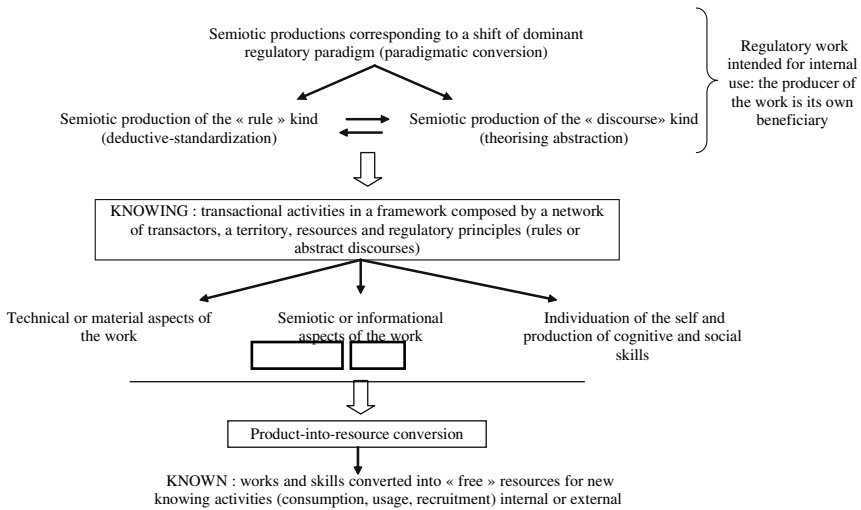 Semiotic productions corresponding to a shift of dominant
regulatory paradigm (paradigmatic conversion)
Regulatory work
intended for internal
use: the producer of
the work is its own
beneficiary
Semiotic production of the « rule » kind
(deductive-standardization)
Semiotic production of the « discourse» kind
(theorising abstraction)
KNOWING : transactional activities in a framework composed by a network
of transactors, a territory, resources and regulatory principles (rules or
abstract discourses)
Technical or material aspects of
the work
Semiotic or informational
aspects of the work
Individuation of the self and
production of cognitive and social
skills
Product-into-resource conversion
KNOWN : works and skills converted into « free » resources for new
knowing activities (consumption, usage, recruitment) internal or external